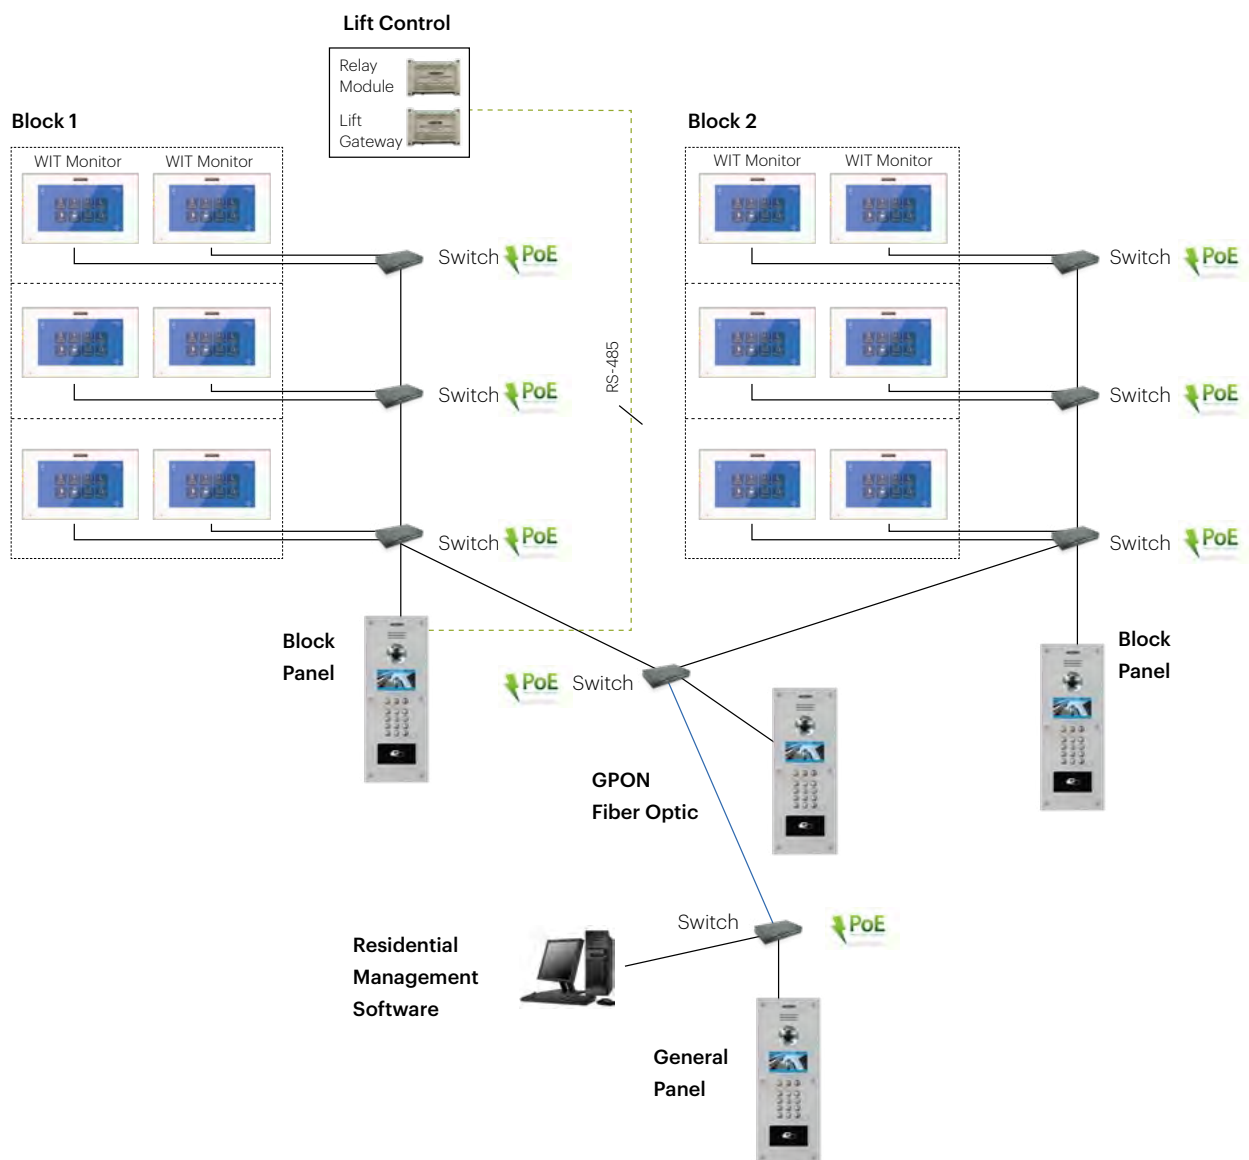 Lift Control
Relay
Module
Lift
Gateway
Block 1
Block 2
WIT Monitor
WIT Monitor
WIT Monitor
WIT Monitor
Switch
PoE
Switch
PoE
RS-485
Switch
PoE
Switch
PoE
Switch
PoE
Switch
PoE
Block
Panel
Block
Panel
PoE
Switch
GPON
Fiber Optic
Switch
PoE
Residential
Management
Software
General
Panel